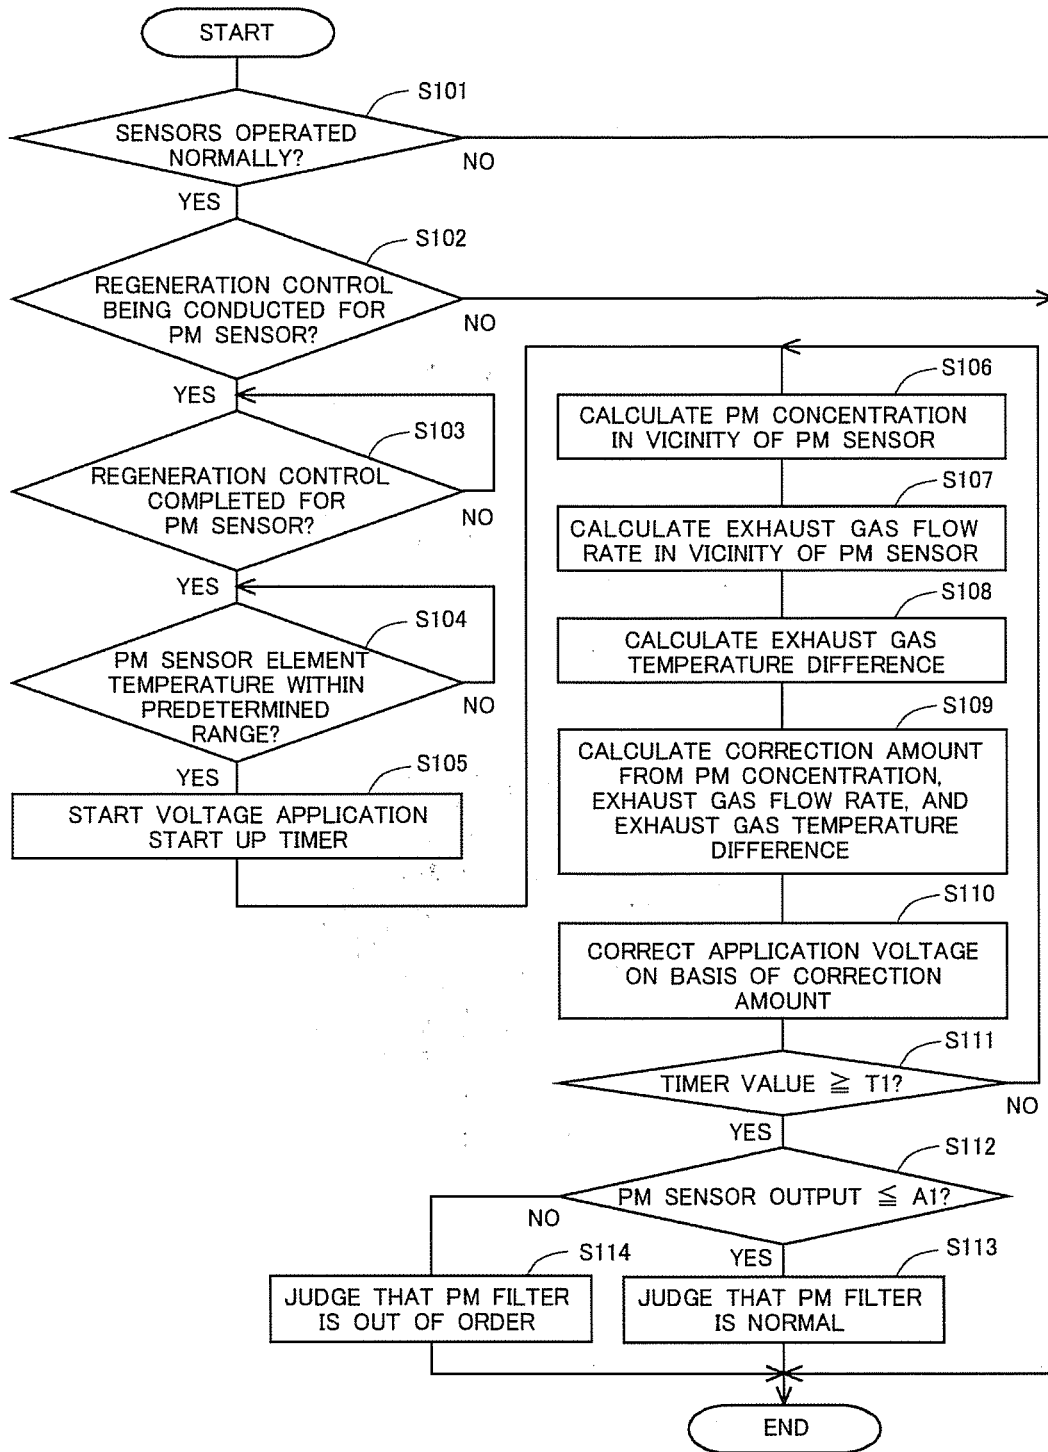 START
S101
SENSORS OPERATED
NORMALLY?
NO
YES
S102
REGENERATION CONTROL
BEING CONDUCTED FOR
PM SENSOR?
NO
YES
S103
REGENERATION CONTROL
COMPLETED FOR
PM SENSOR?
NO
YES
S104
PM SENSOR ELEMENT
TEMPERATURE WITHIN
PREDETERMINED
RANGE?
NO
YES
S105
START VOLTAGE APPLICATION
START UP TIMER
S106
CALCULATE PM CONCENTRATION
IN VICINITY OF PM SENSOR
S107
CALCULATE EXHAUST GAS FLOW
RATE IN VICINITY OF PM SENSOR
S108
CALCULATE EXHAUST GAS
TEMPERATURE DIFFERENCE
S109
CALCULATE CORRECTION AMOUNT
FROM PM CONCENTRATION,
EXHAUST GAS FLOW RATE, AND
EXHAUST GAS TEMPERATURE
DIFFERENCE
S110
CORRECT APPLICATION VOLTAGE
ON BASIS OF CORRECTION
AMOUNT
S111
TIMER VALUE ≧ T1?
NO
YES
S112
PM SENSOR OUTPUT ≦ A1?
NO
YES
S114
JUDGE THAT PM FILTER
IS OUT OF ORDER
S113
JUDGE THAT PM FILTER
IS NORMAL
END